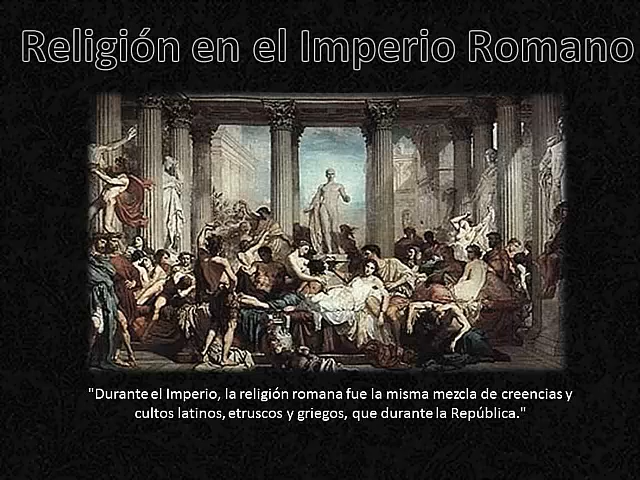 Religión en el Imperio Romano
"Durante el Imperio, la religión romana fue la misma mezcla de creencias y
cultos latinos, etruscos y griegos, que durante la República."